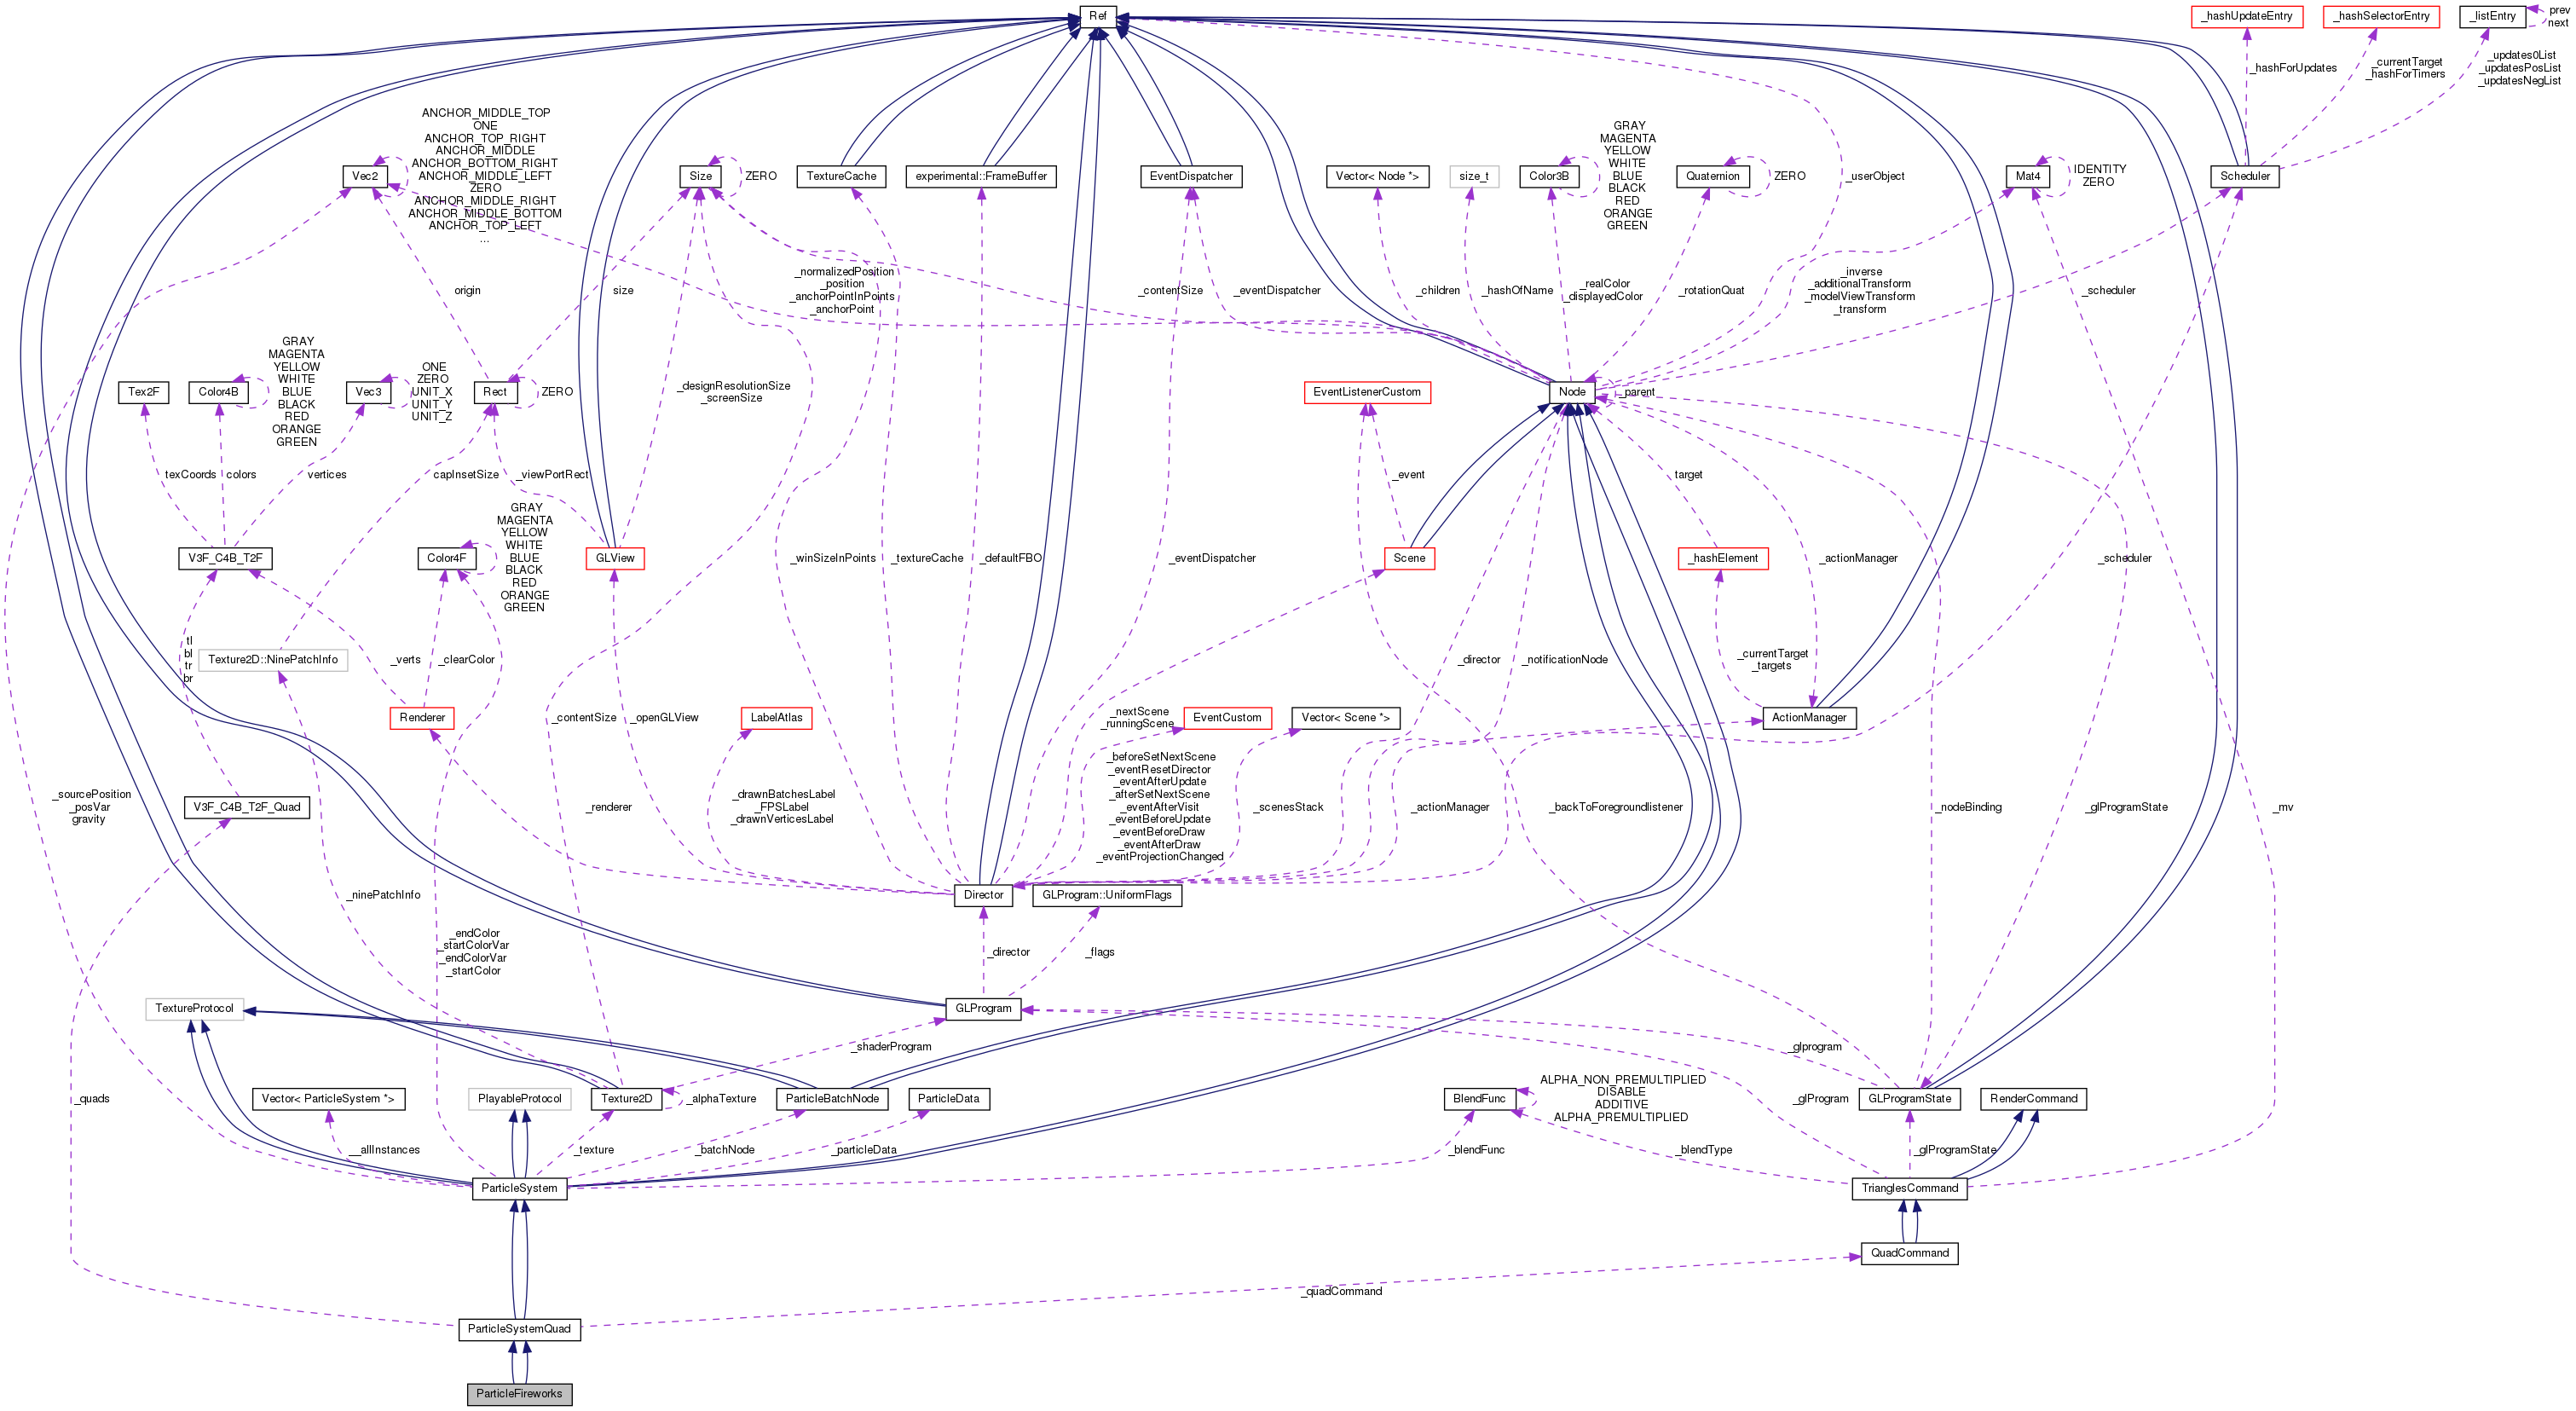 Ref
_hashUpdateEntry
_hashSelectorEntry
_listEntry
prev
next
_hashForUpdates
_currentTarget
_hashForTimers
_updates0List
_updatesPosList
_updatesNegList
ANCHOR_MIDDLE_TOP
ONE
ANCHOR_TOP_RIGHT
ANCHOR_MIDDLE
ANCHOR_BOTTOM_RIGHT
ANCHOR_MIDDLE_LEFT
ZERO
ANCHOR_MIDDLE_RIGHT
ANCHOR_MIDDLE_BOTTOM
ANCHOR_TOP_LEFT
...
Vec2
Size
ZERO
TextureCache
experimental::FrameBuffer
EventDispatcher
Vector< Node *>
size_t
Color3B
GRAY
MAGENTA
YELLOW
WHITE
BLUE
BLACK
RED
ORANGE
GREEN
Quaternion
ZERO
_userObject
Mat4
IDENTITY
ZERO
Scheduler
origin
size
_normalizedPosition
_position
_anchorPointInPoints
_anchorPoint
_contentSize
_eventDispatcher
_children
_hashOfName
_realColor
_displayedColor
_rotationQuat
_inverse
_additionalTransform
_modelViewTransform
_transform
_scheduler
Tex2F
Color4B
GRAY
MAGENTA
YELLOW
WHITE
BLUE
BLACK
RED
ORANGE
GREEN
Vec3
ONE
ZERO
UNIT_X
UNIT_Y
UNIT_Z
Rect
ZERO
_designResolutionSize
_screenSize
EventListenerCustom
Node
_parent
texCoords
colors
vertices
capInsetSize
_viewPortRect
_event
target
V3F_C4B_T2F
Color4F
GRAY
MAGENTA
YELLOW
WHITE
BLUE
BLACK
RED
ORANGE
GREEN
GLView
_winSizeInPoints
_textureCache
_defaultFBO
_eventDispatcher
Scene
_hashElement
_actionManager
_scheduler
tl
bl
tr
br
Texture2D::NinePatchInfo
_verts
_clearColor
_director
_notificationNode
_currentTarget
_targets
Renderer
_contentSize
_openGLView
LabelAtlas
_nextScene
_runningScene
EventCustom
Vector< Scene *>
ActionManager
_sourcePosition
_posVar
gravity
V3F_C4B_T2F_Quad
_renderer
_drawnBatchesLabel
_FPSLabel
_drawnVerticesLabel
_beforeSetNextScene
_eventResetDirector
_eventAfterUpdate
_afterSetNextScene
_eventAfterVisit
_eventBeforeUpdate
_eventBeforeDraw
_eventAfterDraw
_eventProjectionChanged
_scenesStack
_actionManager
_backToForegroundlistener
_nodeBinding
_glProgramState
_mv
_ninePatchInfo
Director
GLProgram::UniformFlags
_endColor
_startColorVar
_endColorVar
_startColor
_director
_flags
TextureProtocol
GLProgram
_shaderProgram
_glprogram
_quads
Vector< ParticleSystem *>
PlayableProtocol
Texture2D
_alphaTexture
ParticleBatchNode
ParticleData
BlendFunc
ALPHA_NON_PREMULTIPLIED
DISABLE
ADDITIVE
ALPHA_PREMULTIPLIED
_glProgram
GLProgramState
RenderCommand
__allInstances
_texture
_batchNode
_particleData
_blendFunc
_blendType
_glProgramState
ParticleSystem
TrianglesCommand
QuadCommand
_quadCommand
ParticleSystemQuad
ParticleFireworks